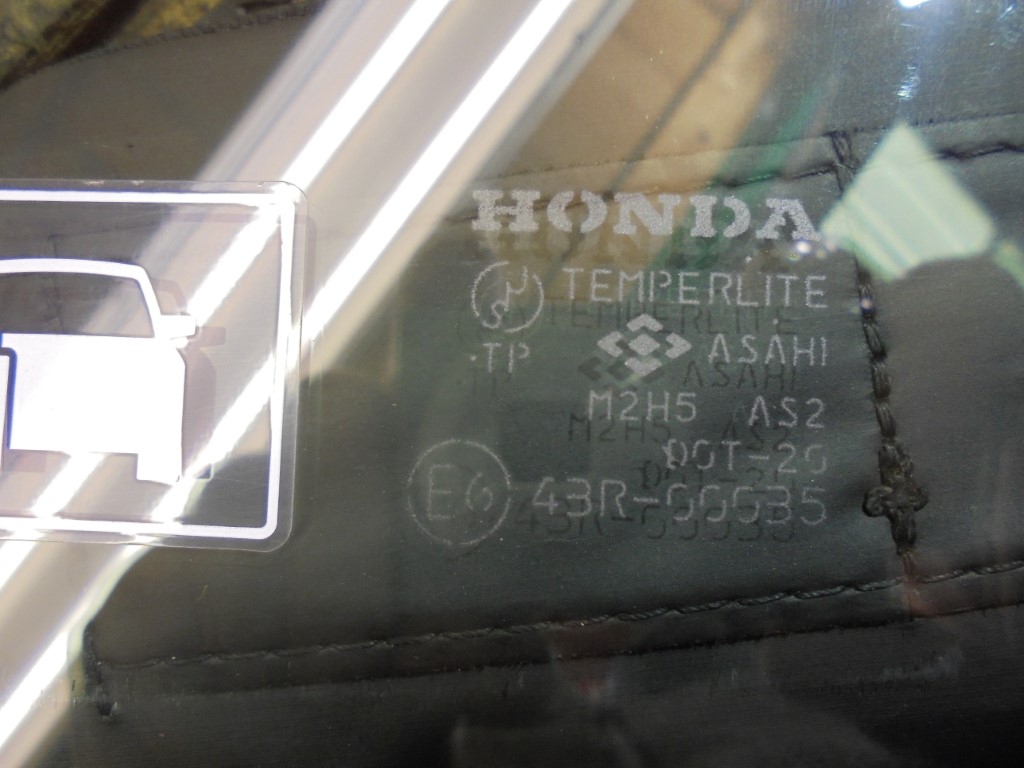 HONDA
TEMPERLITE
TP ASAHI
M2H5 AS2
DOT-20
E6 43R-00035